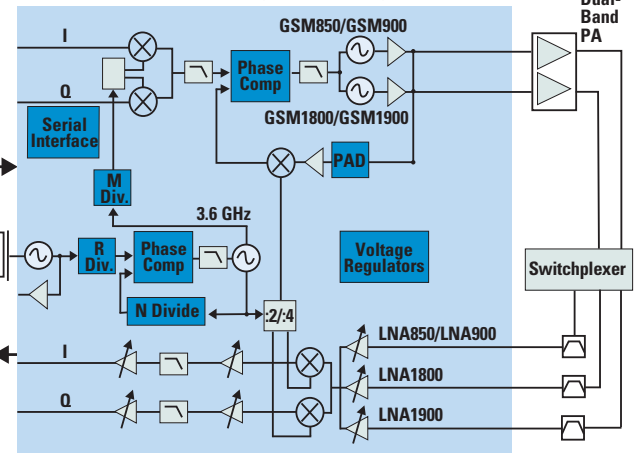 Dual-
Band
PA
GSM850/GSM900
I
Phase
Comp
Q
GSM1800/GSM1900
Serial
Interface
PAD
M
Div.
3.6 GHz
R
Div.
Phase
Comp
Voltage
Regulators
Switchplexer
N Divide
:2/:4
LNA850/LNA900
I
LNA1800
Q
LNA1900